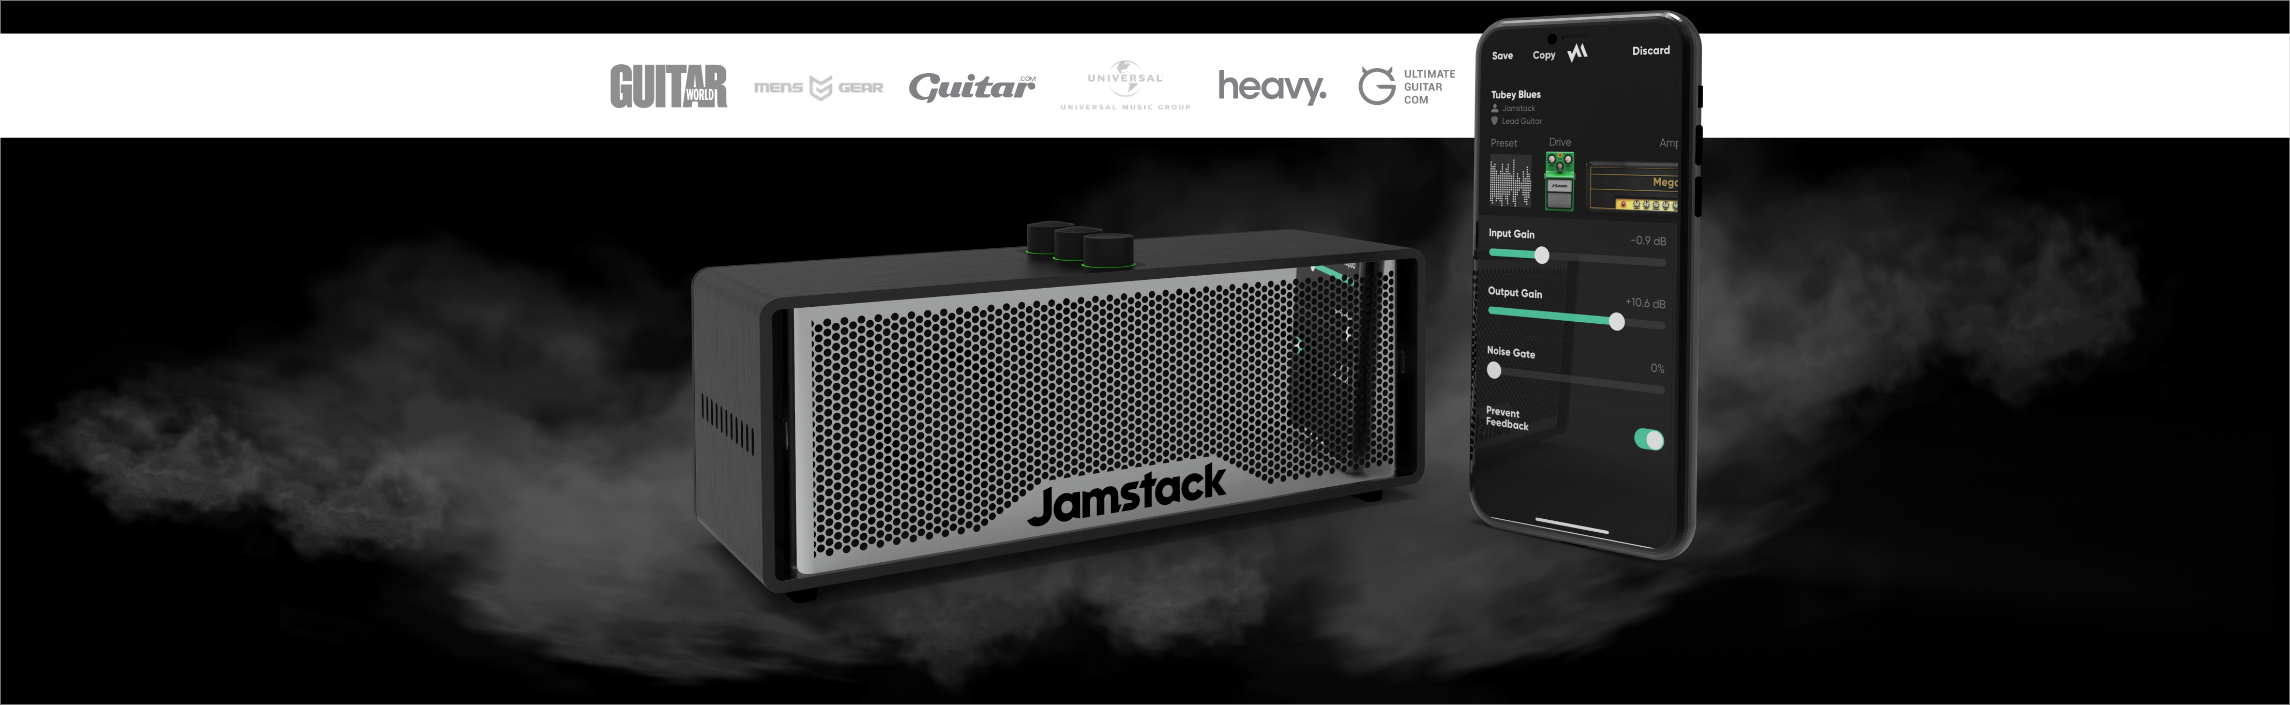 GUITAR
WORLD
MENS GEAR
Guitar.COM
UNIVERSAL
UNIVERSAL MUSIC GROUP
heavy.
ULTIMATE
GUITAR
COM
Save Copy Discard
Tubey Blues
Jamstack
Lead Guitar
Preset Drive Amp
Mega
Input Gain -0.9 dB
Output Gain +10.6 dB
Noise Gate 0%
Prevent
Feedback
Jamstack